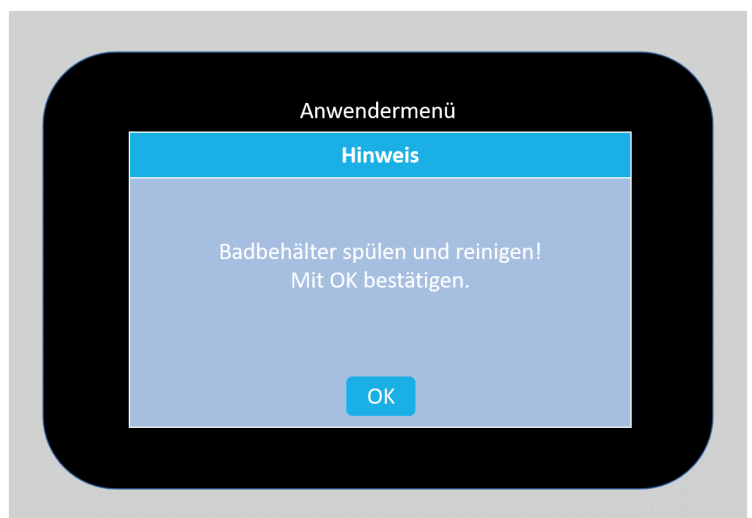 Anwendermenü
Hinweis
Badbehälter spülen und reinigen!
Mit OK bestätigen.
OK